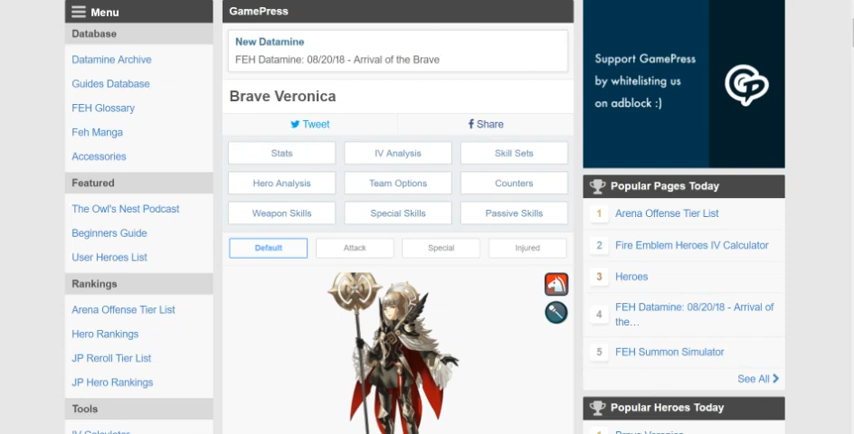 Menu
Database
Datamine Archive
Guides Database
FEH Glossary
Feh Manga
Accessories
Featured
The Owl's Nest Podcast
Beginners Guide
User Heroes List
Rankings
Arena Offense Tier List
Hero Rankings
JP Reroll Tier List
JP Hero Rankings
Tools
IV Calculator
GamePress
New Datamine
FEH Datamine: 08/20/18 - Arrival of the Brave
Brave Veronica
Tweet
Share
Stats
IV Analysis
Skill Sets
Hero Analysis
Team Options
Counters
Weapon Skills
Special Skills
Passive Skills
Default
Attack
Special
Injured
Support GamePress
by whitelisting us
on adblock :)
Popular Pages Today
1 Arena Offense Tier List
2 Fire Emblem Heroes IV Calculator
3 Heroes
4 FEH Datamine: 08/20/18 - Arrival of
the...
5 FEH Summon Simulator
See All
Popular Heroes Today
1 Brave Veronica